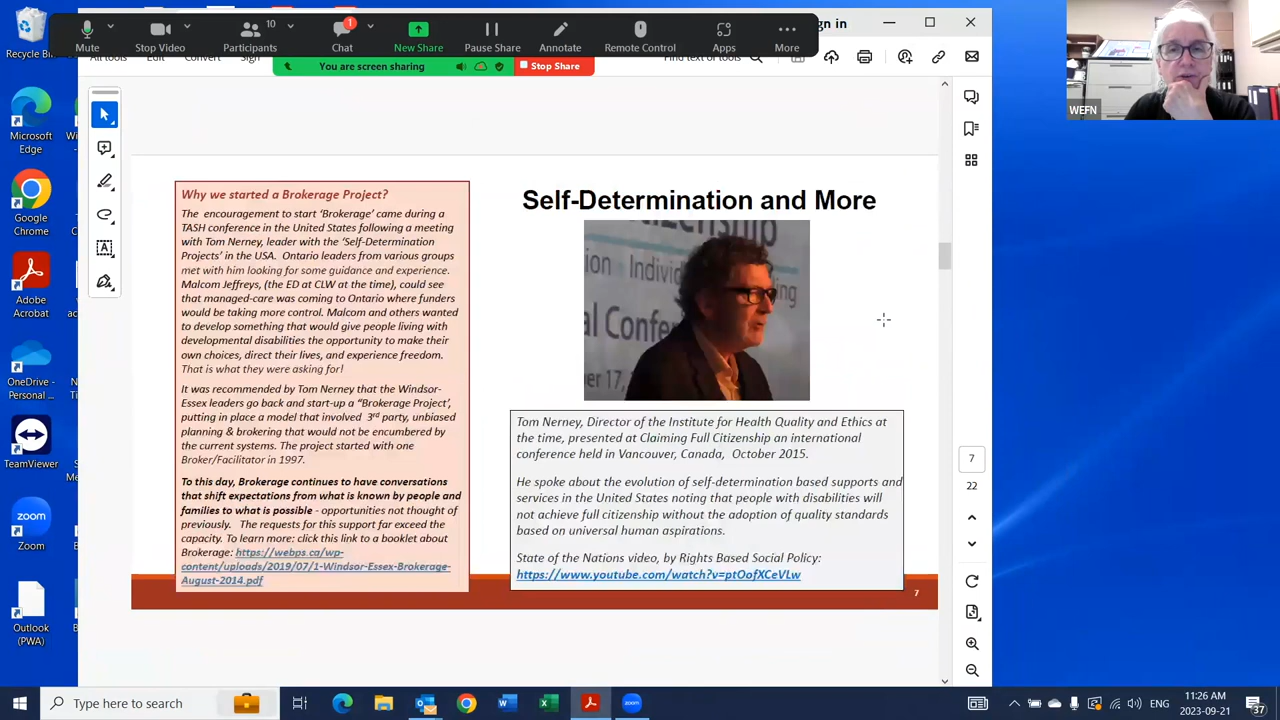 Recycle Bin
Microsoft
Edge
Google
Chrome
Adobe
Acrobat
OneDrive -
Personal ...
TeamViewer
Zoom
Outlook
(PWA)
Mute
Stop Video
10
Participants
1
Chat
New Share
Pause Share
Annotate
Remote Control
Apps
More
gn in
All tools
Edit
Convert
Sign
You are screen sharing
Stop Share
Find text or tools
WEFN
Why we started a Brokerage Project?
The encouragement to start ‘Brokerage’ came during a
TASH conference in the United States following a meeting
with Tom Nerney, leader with the ‘Self-Determination
Projects’ in the USA. Ontario leaders from various groups
met with him looking for some guidance and experience.
Malcom Jeffreys, (the ED at CLW at the time), could see
that managed-care was coming to Ontario where funders
would be taking more control. Malcom and others wanted
to develop something that would give people living with
developmental disabilities the opportunity to make their
own choices, direct their lives, and experience freedom.
That is what they were asking for!
It was recommended by Tom Nerney that the Windsor-
Essex leaders go back and start-up a “Brokerage Project’,
putting in place a model that involved 3rd party, unbiased
planning & brokering that would not be encumbered by
the current systems. The project started with one
Broker/Facilitator in 1997.
To this day, Brokerage continues to have conversations
that shift expectations from what is known by people and
families to what is possible - opportunities not thought of
previously. The requests for this support far exceed the
capacity. To learn more: click this link to a booklet about
Brokerage: https://webps.ca/wp-
content/uploads/2019/07/1-Windsor-Essex-Brokerage-
August-2014.pdf
Self-Determination and More
Tom Nerney, Director of the Institute for Health Quality and Ethics at
the time, presented at Claiming Full Citizenship an international
conference held in Vancouver, Canada, October 2015.
He spoke about the evolution of self-determination based supports and
services in the United States noting that people with disabilities will
not achieve full citizenship without the adoption of quality standards
based on universal human aspirations.
State of the Nations video, by Rights Based Social Policy:
https://www.youtube.com/watch?v=ptOofXCeVLw
7
7
22
Type here to search
ENG
11:26 AM
2023-09-21
37